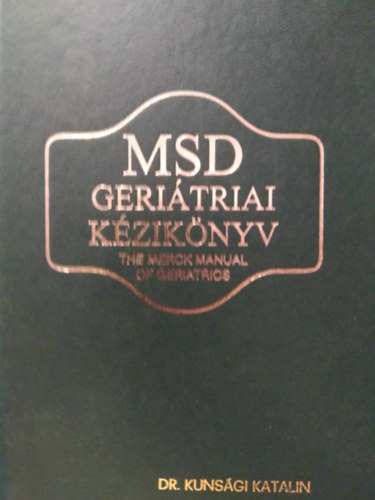 MSD
GERIÁTRIAI
KÉZIKÖNYV
THE MERCK MANUAL
OF GERIATRICS
DR. KUNSÁGI KATALIN